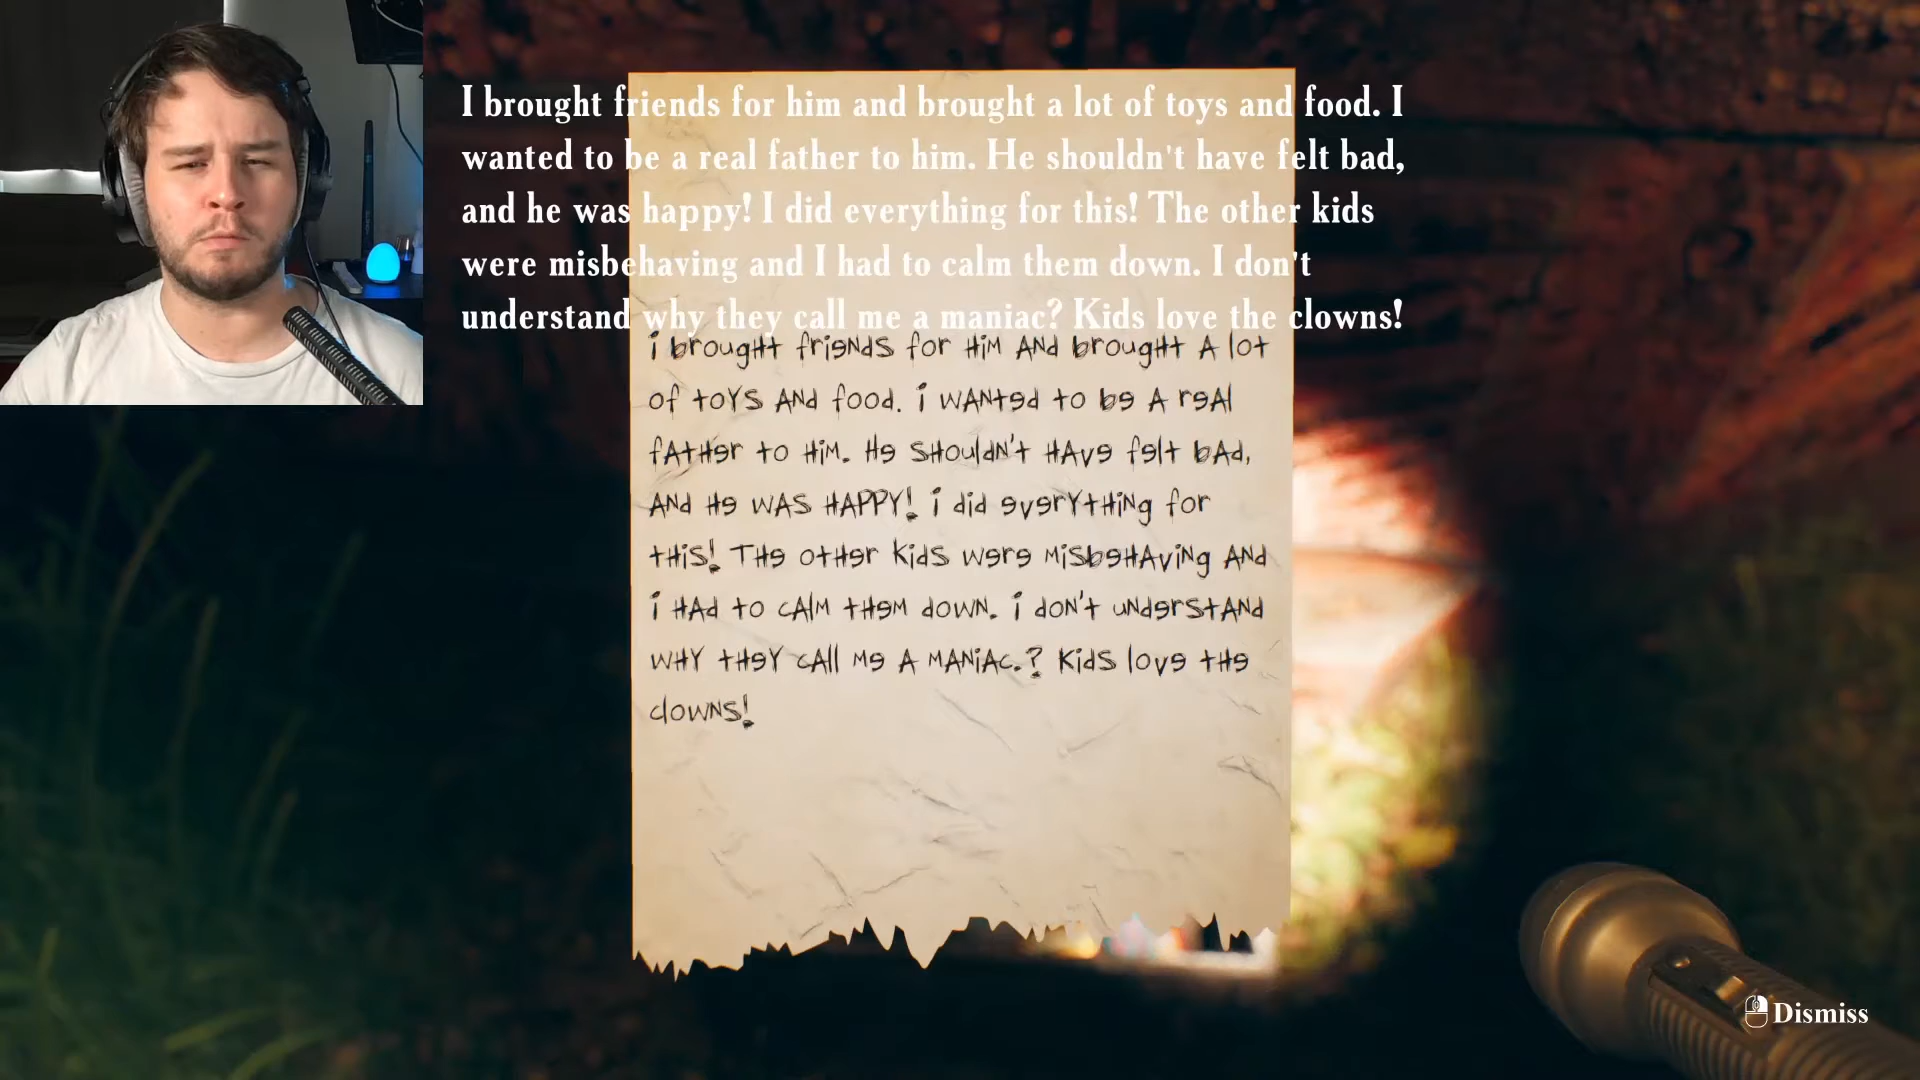 I brought friends for him and brought a lot of toys and food. I
wanted to be a real father to him. He shouldn't have felt bad,
and he was happy! I did everything for this! The other kids
were misbehaving and I had to calm them down. I don't
understand why they call me a maniac? Kids love the clowns!
i brought friends for him and brought a lot
of toys and food. i wanted to be a real
father to him. He shouldn't have felt bad,
and he was happy! i did everything for
this! The other kids were misbehaving and
i had to calm them down. i don't understand
why they call me a maniac.? Kids love the
clowns!
Dismiss